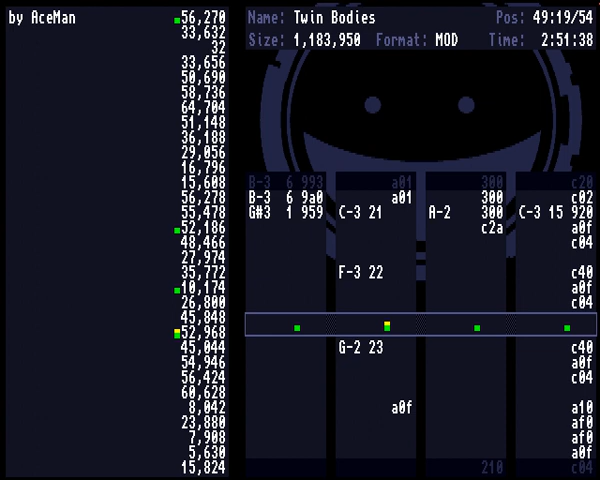 by AceMan
56,270
33,632
32
33,656
50,690
58,736
64,704
51,148
36,188
29,056
16,796
15,608
56,278
55,478
52,186
48,466
27,974
35,772
10,174
26,800
45,848
52,968
45,044
54,946
56,424
60,628
8,042
23,880
7,908
5,630
15,824
Name: Twin Bodies Pos: 49:19/54
Size: 1,183,950 Format: MOD Time: 2:51:38
B-3 6 993 a01 300 c20
B-3 6 9a0 a01 300 c02
G#3 1 959 C-3 21 A-2 300 C-3 15 920
c2a a0f
c04
F-3 22 c40
a0f
c04
G-2 23 c40
a0f
c04
a0f a10
af0
af0
a0f
210 c04